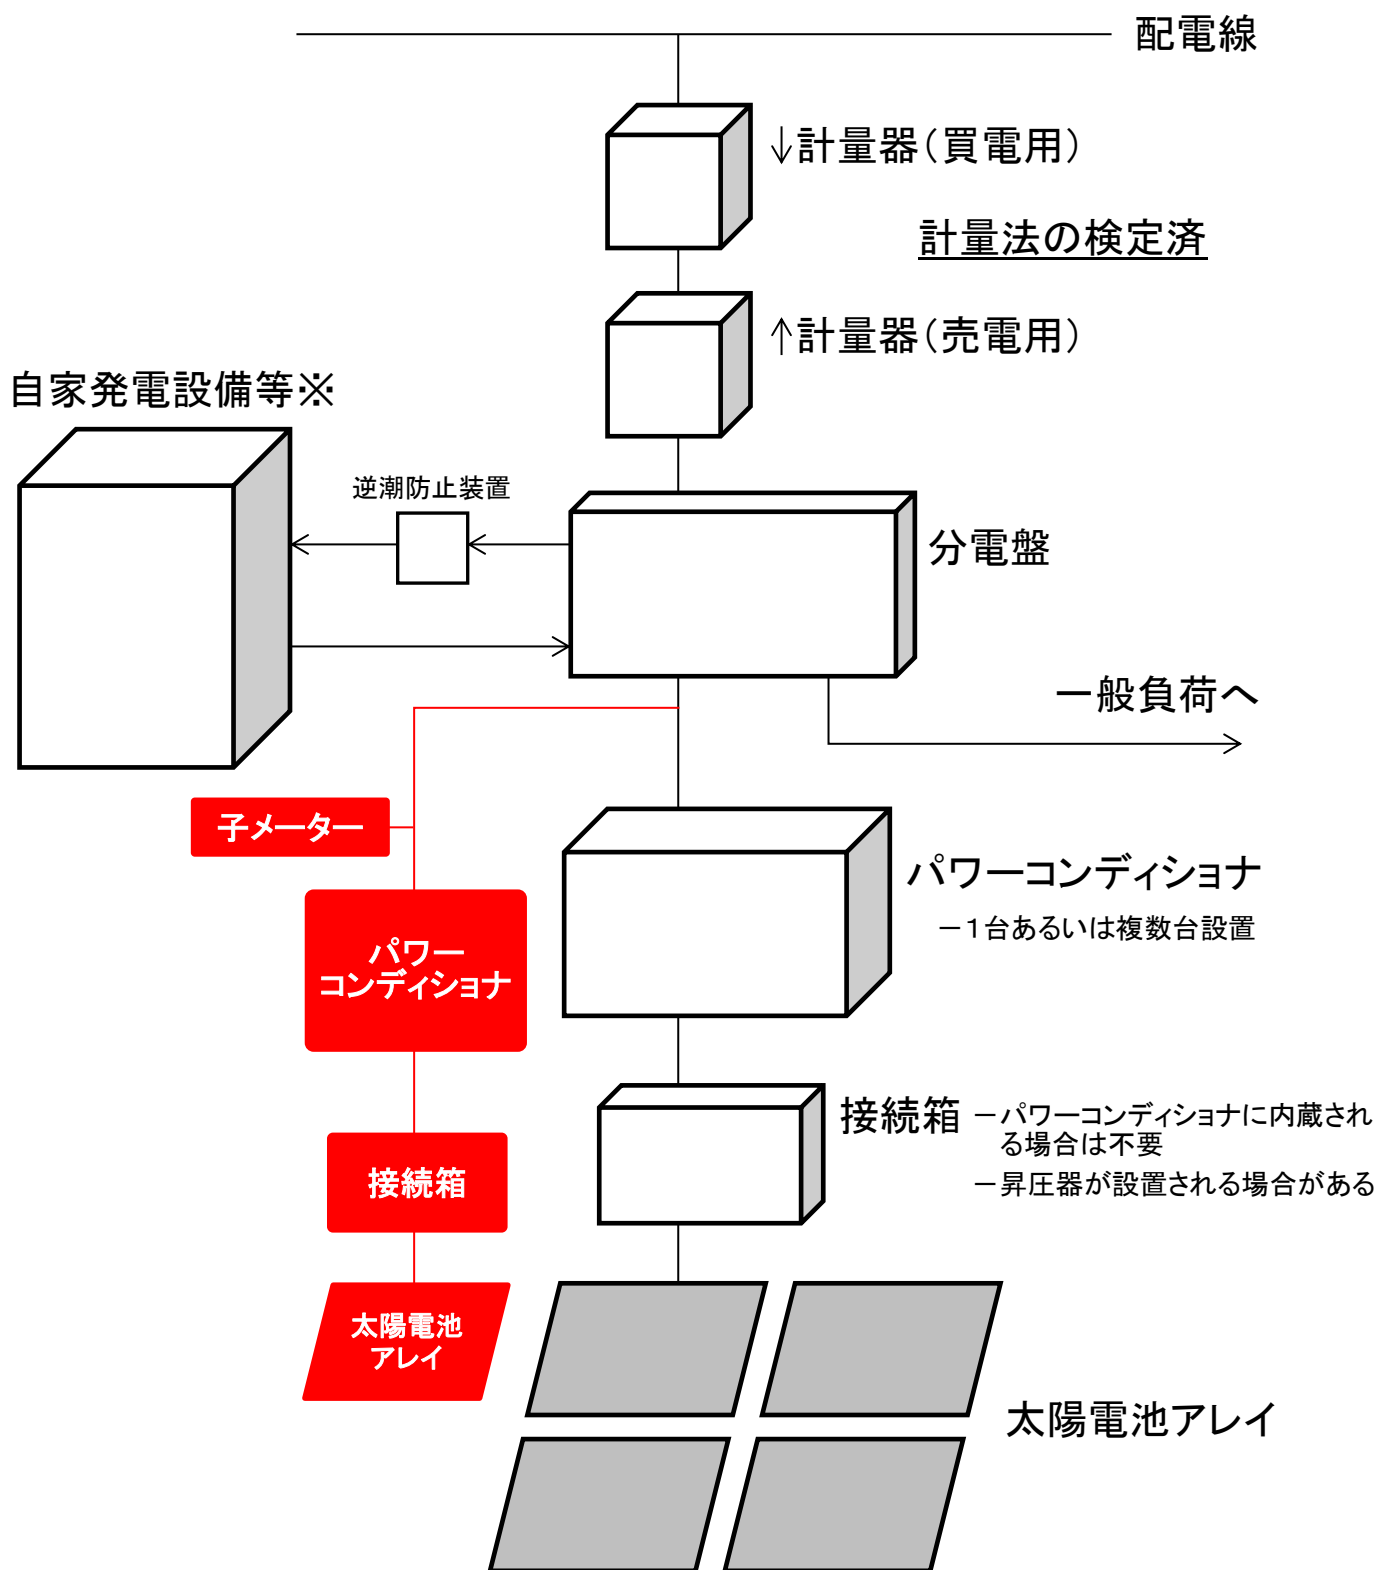 配電線
↓計量器（買電用）
計量法の検定済
↑計量器（売電用）
自家発電設備等※
逆潮防止装置
分電盤
一般負荷へ
子メーター
パワーコンディショナ
－1台あるいは複数台設置
パワー
コンディショナ
接続箱
－パワーコンディショナに内蔵され
る場合は不要
－昇圧器が設置される場合がある
接続箱
太陽電池
アレイ
太陽電池アレイ